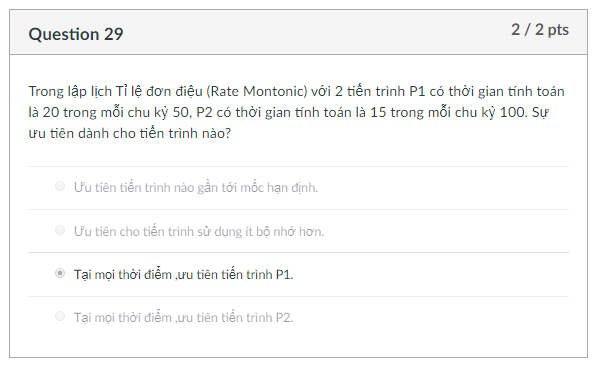 Question 29
2 / 2 pts
Trong lập lịch Tỉ lệ đơn điệu (Rate Montonic) với 2 tiến trình P1 có thời gian tính toán
là 20 trong mỗi chu kỷ 50, P2 có thời gian tính toán là 15 trong mỗi chu kỷ 100. Sự
ưu tiên dành cho tiến trình nào?
Ưu tiên tiến trình nào gần tới mốc hạn định.
Ưu tiên cho tiến trình sử dụng ít bộ nhớ hơn.
Tại mọi thời điểm ,ưu tiên tiến trình P1.
Tại mọi thời điểm ,ưu tiên tiến trình P2.